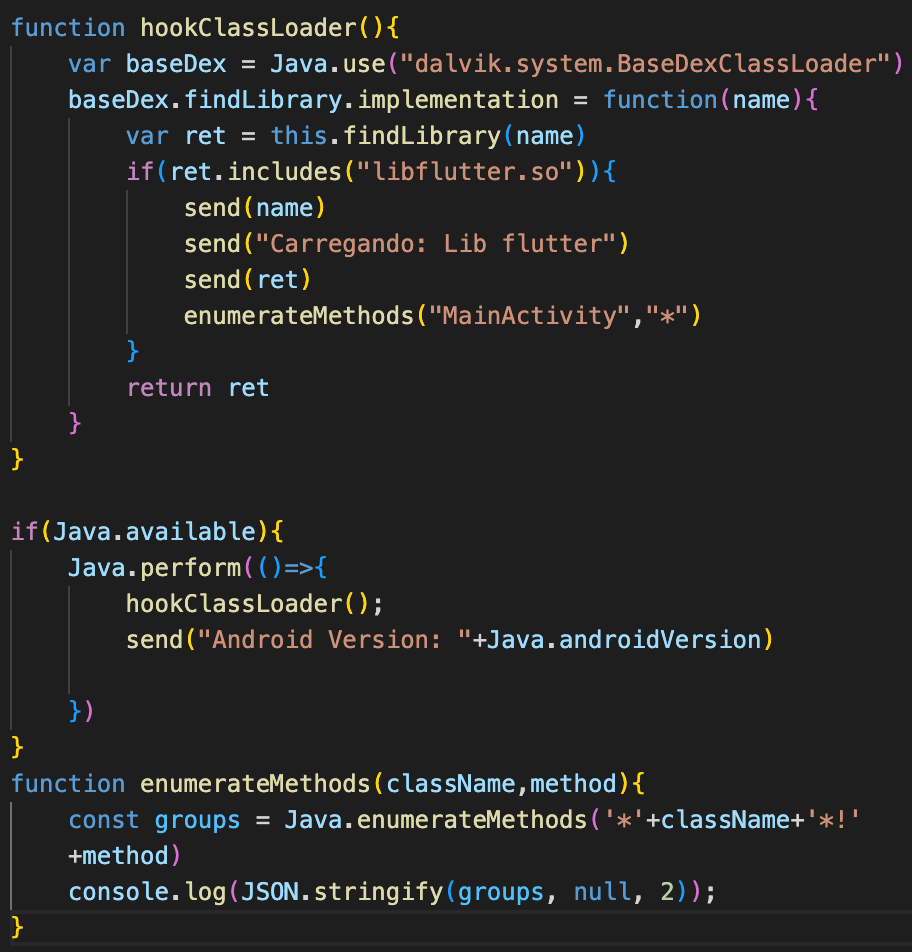 function hookClassLoader(){
    var baseDex = Java.use("dalvik.system.BaseDexClassLoader")
    baseDex.findLibrary.implementation = function(name){
        var ret = this.findLibrary(name)
        if(ret.includes("libflutter.so")){
            send(name)
            send("Carregando: Lib flutter")
            send(ret)
            enumerateMethods("MainActivity","*")
        }
        return ret
    }
}

if(Java.available){
    Java.perform(()=>{
        hookClassLoader();
        send("Android Version: "+Java.androidVersion)

    })
}
function enumerateMethods(className,method){
    const groups = Java.enumerateMethods('*'+className+'*!'
    +method)
    console.log(JSON.stringify(groups, null, 2));
}